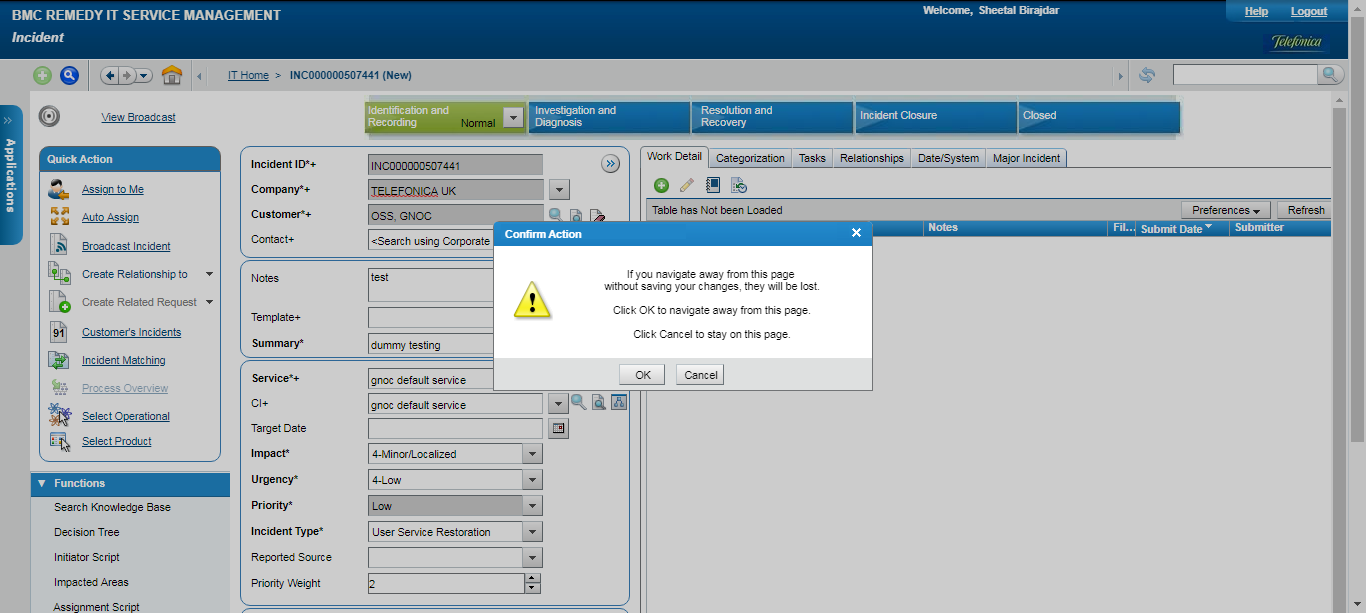 BMC REMEDY IT SERVICE MANAGEMENT
Welcome, Sheetal Birajdar
Help
Logout
Incident
Telefónica
IT Home > INC000000507441 (New)
Applications
View Broadcast
Identification and Recording
Normal
Investigation and Diagnosis
Resolution and Recovery
Incident Closure
Closed
Quick Action
Assign to Me
Auto Assign
Broadcast Incident
Create Relationship to
Create Related Request
Customer's Incidents
Incident Matching
Process Overview
Select Operational
Select Product
Functions
Search Knowledge Base
Decision Tree
Initiator Script
Impacted Areas
Assignment Script
Incident ID*+ INC000000507441
Company*+ TELEFONICA UK
Customer*+ OSS, GNOC
Contact+ <Search using Corporate
Notes test
Template+
Summary* dummy testing
Service*+ gnoc default service
CI+ gnoc default service
Target Date
Impact* 4-Minor/Localized
Urgency* 4-Low
Priority* Low
Incident Type* User Service Restoration
Reported Source
Priority Weight 2
Work Detail
Categorization
Tasks
Relationships
Date/System
Major Incident
Table has Not been Loaded
Preferences
Refresh
Notes
Fil...
Submit Date
Submitter
Confirm Action
If you navigate away from this page
without saving your changes, they will be lost.
Click OK to navigate away from this page.
Click Cancel to stay on this page.
OK
Cancel
91